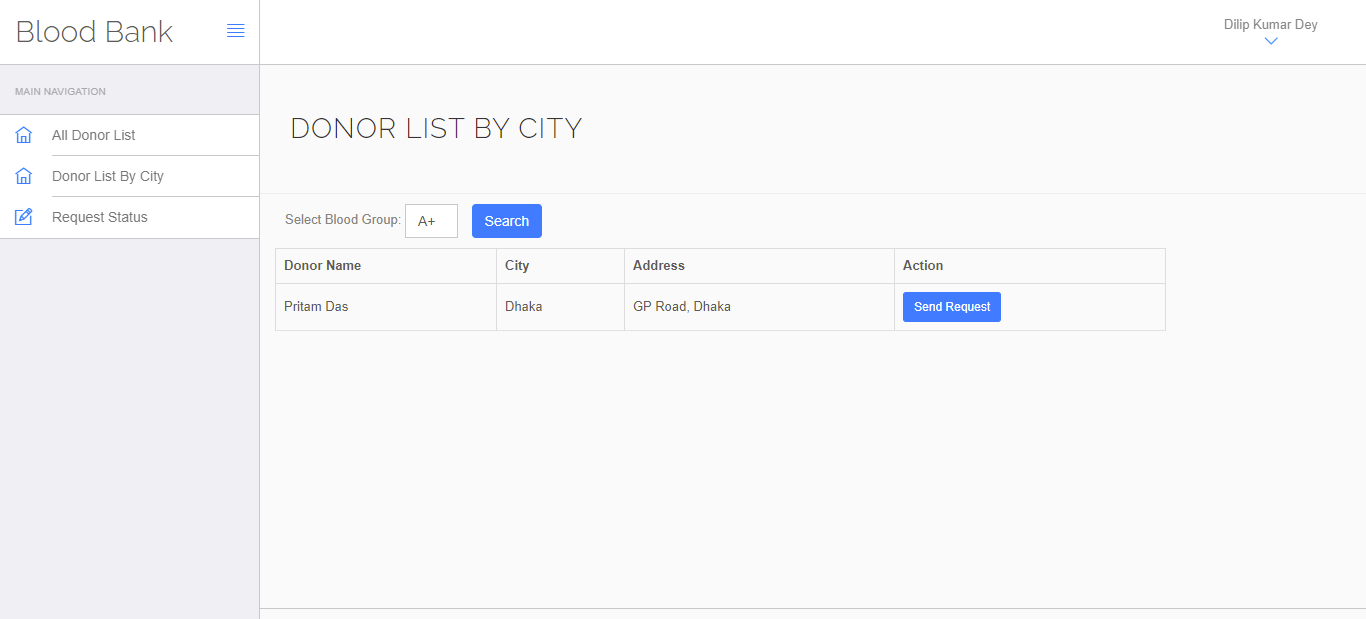 Blood Bank
Dilip Kumar Dey
MAIN NAVIGATION
All Donor List
Donor List By City
Request Status
DONOR LIST BY CITY
Select Blood Group: A+ Search
Donor Name City Address Action
Pritam Das Dhaka GP Road, Dhaka Send Request